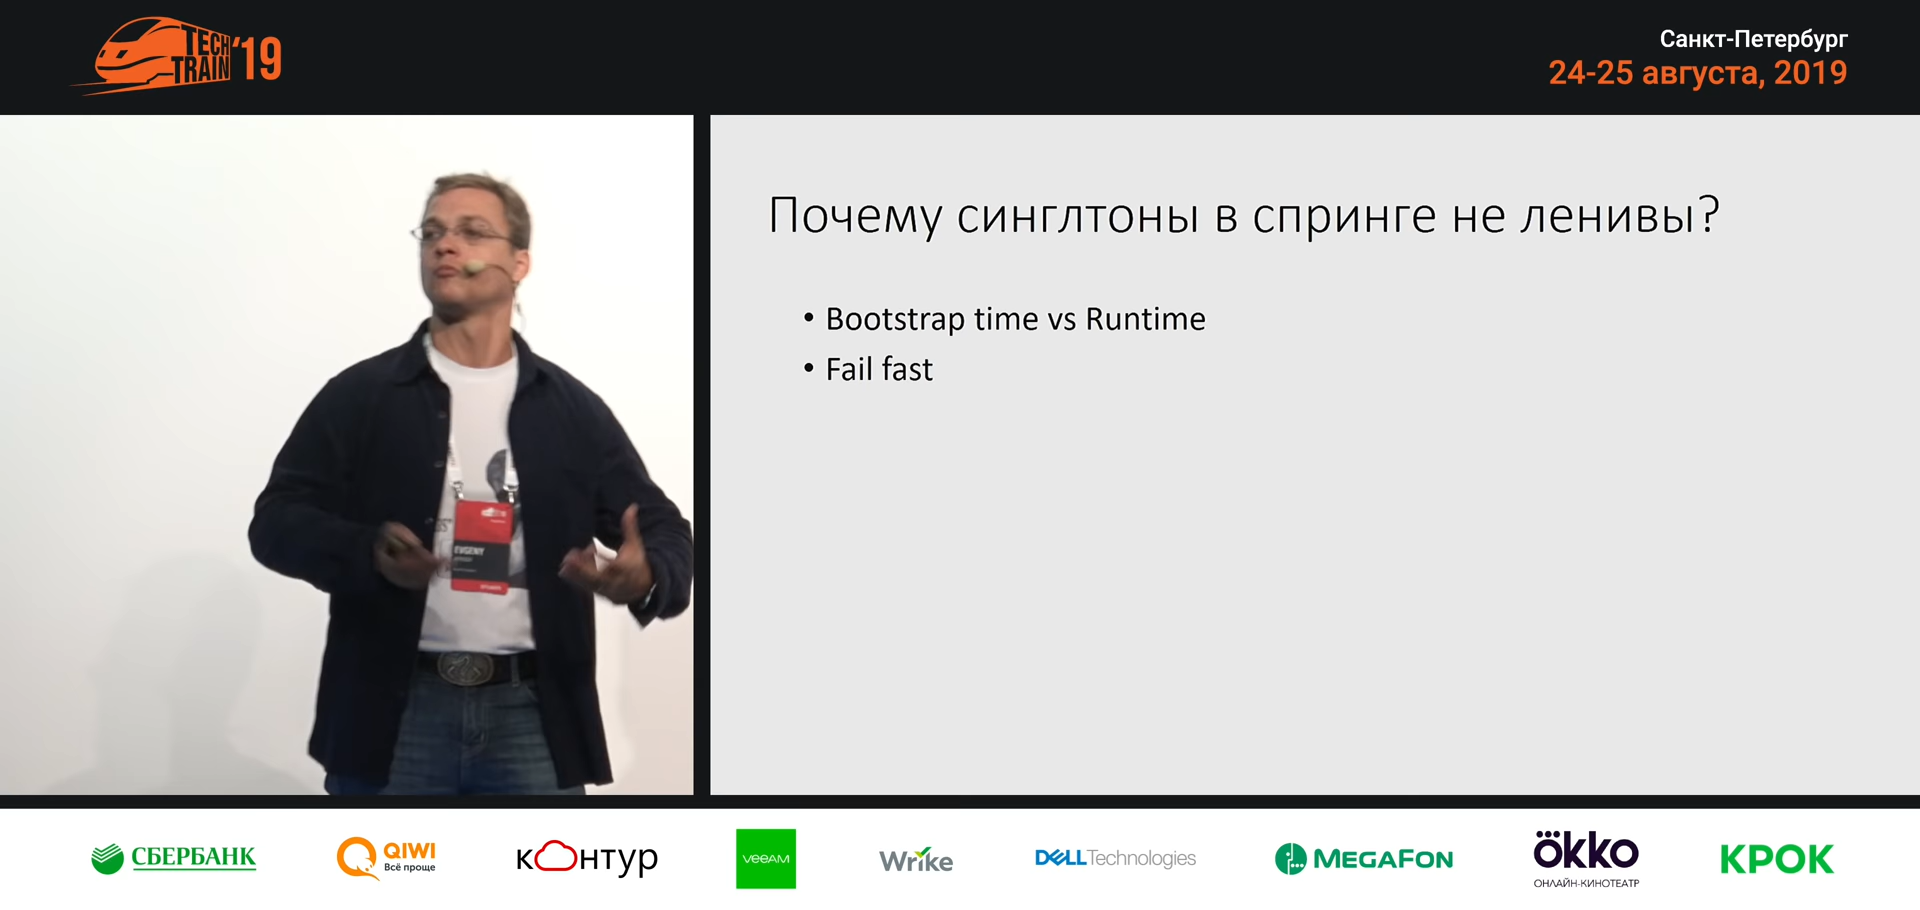 TECH
TRAIN '19
Санкт-Петербург
24-25 августа, 2019
Почему синглтоны в спринге не ленивы?
• Bootstrap time vs Runtime
• Fail fast
EVGENY
СБЕРБАНК
QIWI
Всё проще
контур
veeam
Wrike
DELL Technologies
MEGAFON
ökko
ОНЛАЙН-КИНОТЕАТР
КРОК